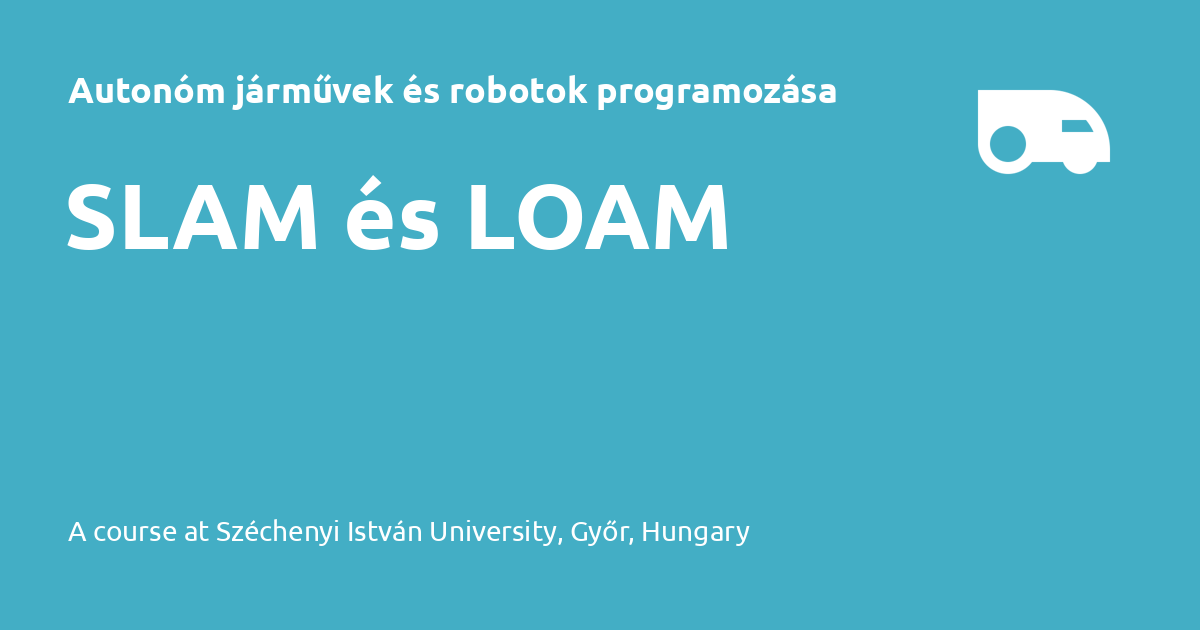 Autonóm járművek és robotok programozása
SLAM és LOAM
A course at Széchenyi István University, Győr, Hungary